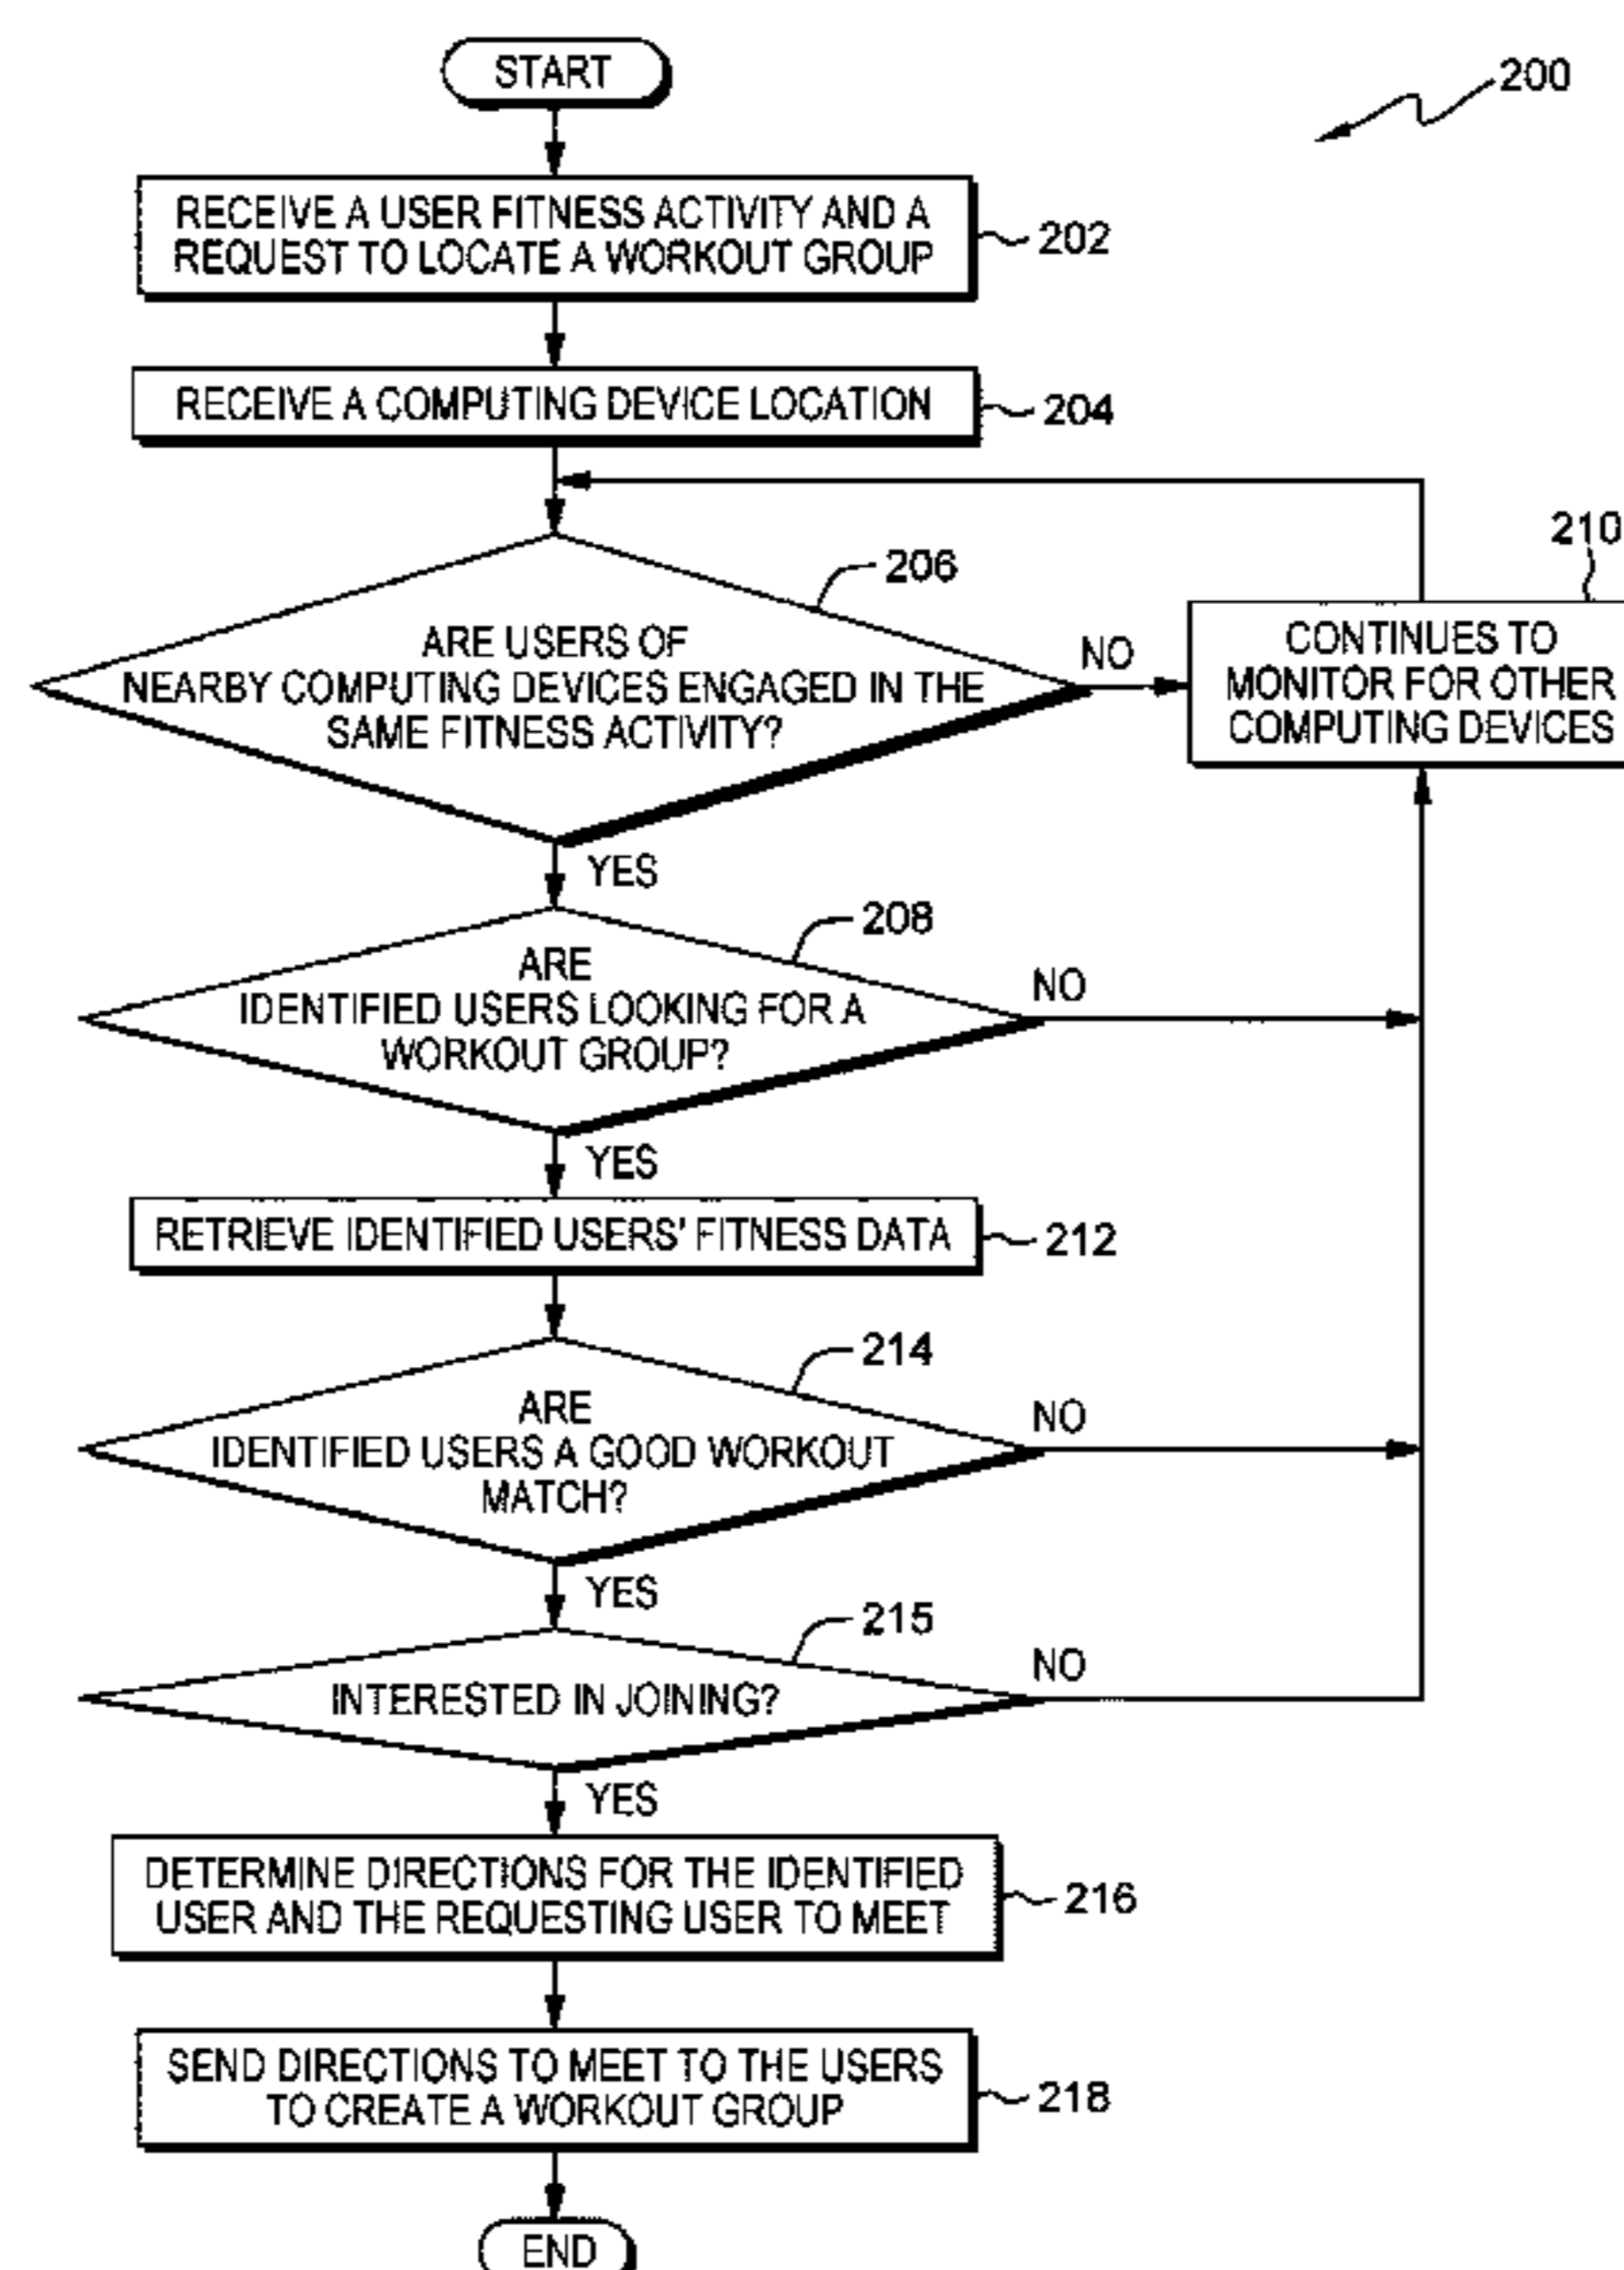 START
200
RECEIVE A USER FITNESS ACTIVITY AND A
REQUEST TO LOCATE A WORKOUT GROUP
202
RECEIVE A COMPUTING DEVICE LOCATION
204
206
ARE USERS OF
NEARBY COMPUTING DEVICES ENGAGED IN THE
SAME FITNESS ACTIVITY?
NO
210
CONTINUES TO
MONITOR FOR OTHER
COMPUTING DEVICES
YES
208
ARE
IDENTIFIED USERS LOOKING FOR A
WORKOUT GROUP?
NO
YES
RETRIEVE IDENTIFIED USERS' FITNESS DATA
212
214
ARE
IDENTIFIED USERS A GOOD WORKOUT
MATCH?
NO
YES
215
INTERESTED IN JOINING?
NO
YES
DETERMINE DIRECTIONS FOR THE IDENTIFIED
USER AND THE REQUESTING USER TO MEET
216
SEND DIRECTIONS TO MEET TO THE USERS
TO CREATE A WORKOUT GROUP
218
END